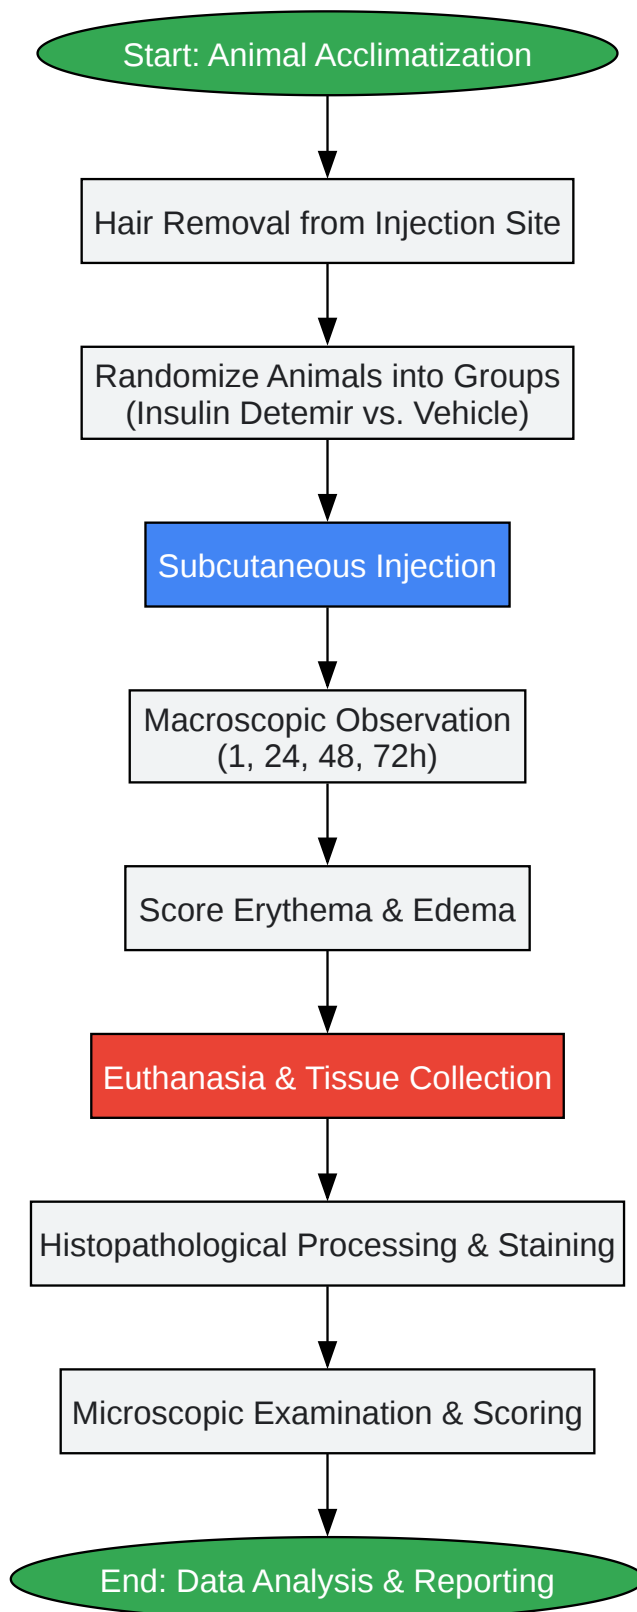 Start: Animal Acclimatization
Hair Removal from Injection Site
Randomize Animals into Groups
(Insulin Detemir vs. Vehicle)
Subcutaneous Injection
Macroscopic Observation
(1, 24, 48, 72h)
Score Erythema & Edema
Euthanasia & Tissue Collection
Histopathological Processing & Staining
Microscopic Examination & Scoring
End: Data Analysis & Reporting